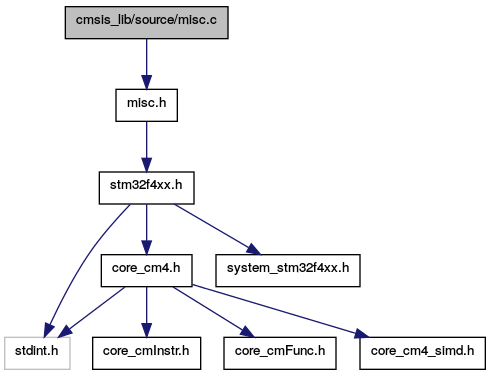 cmsis_lib/source/misc.c
misc.h
stm32f4xx.h
core_cm4.h
system_stm32f4xx.h
stdint.h
core_cmInstr.h
core_cmFunc.h
core_cm4_simd.h